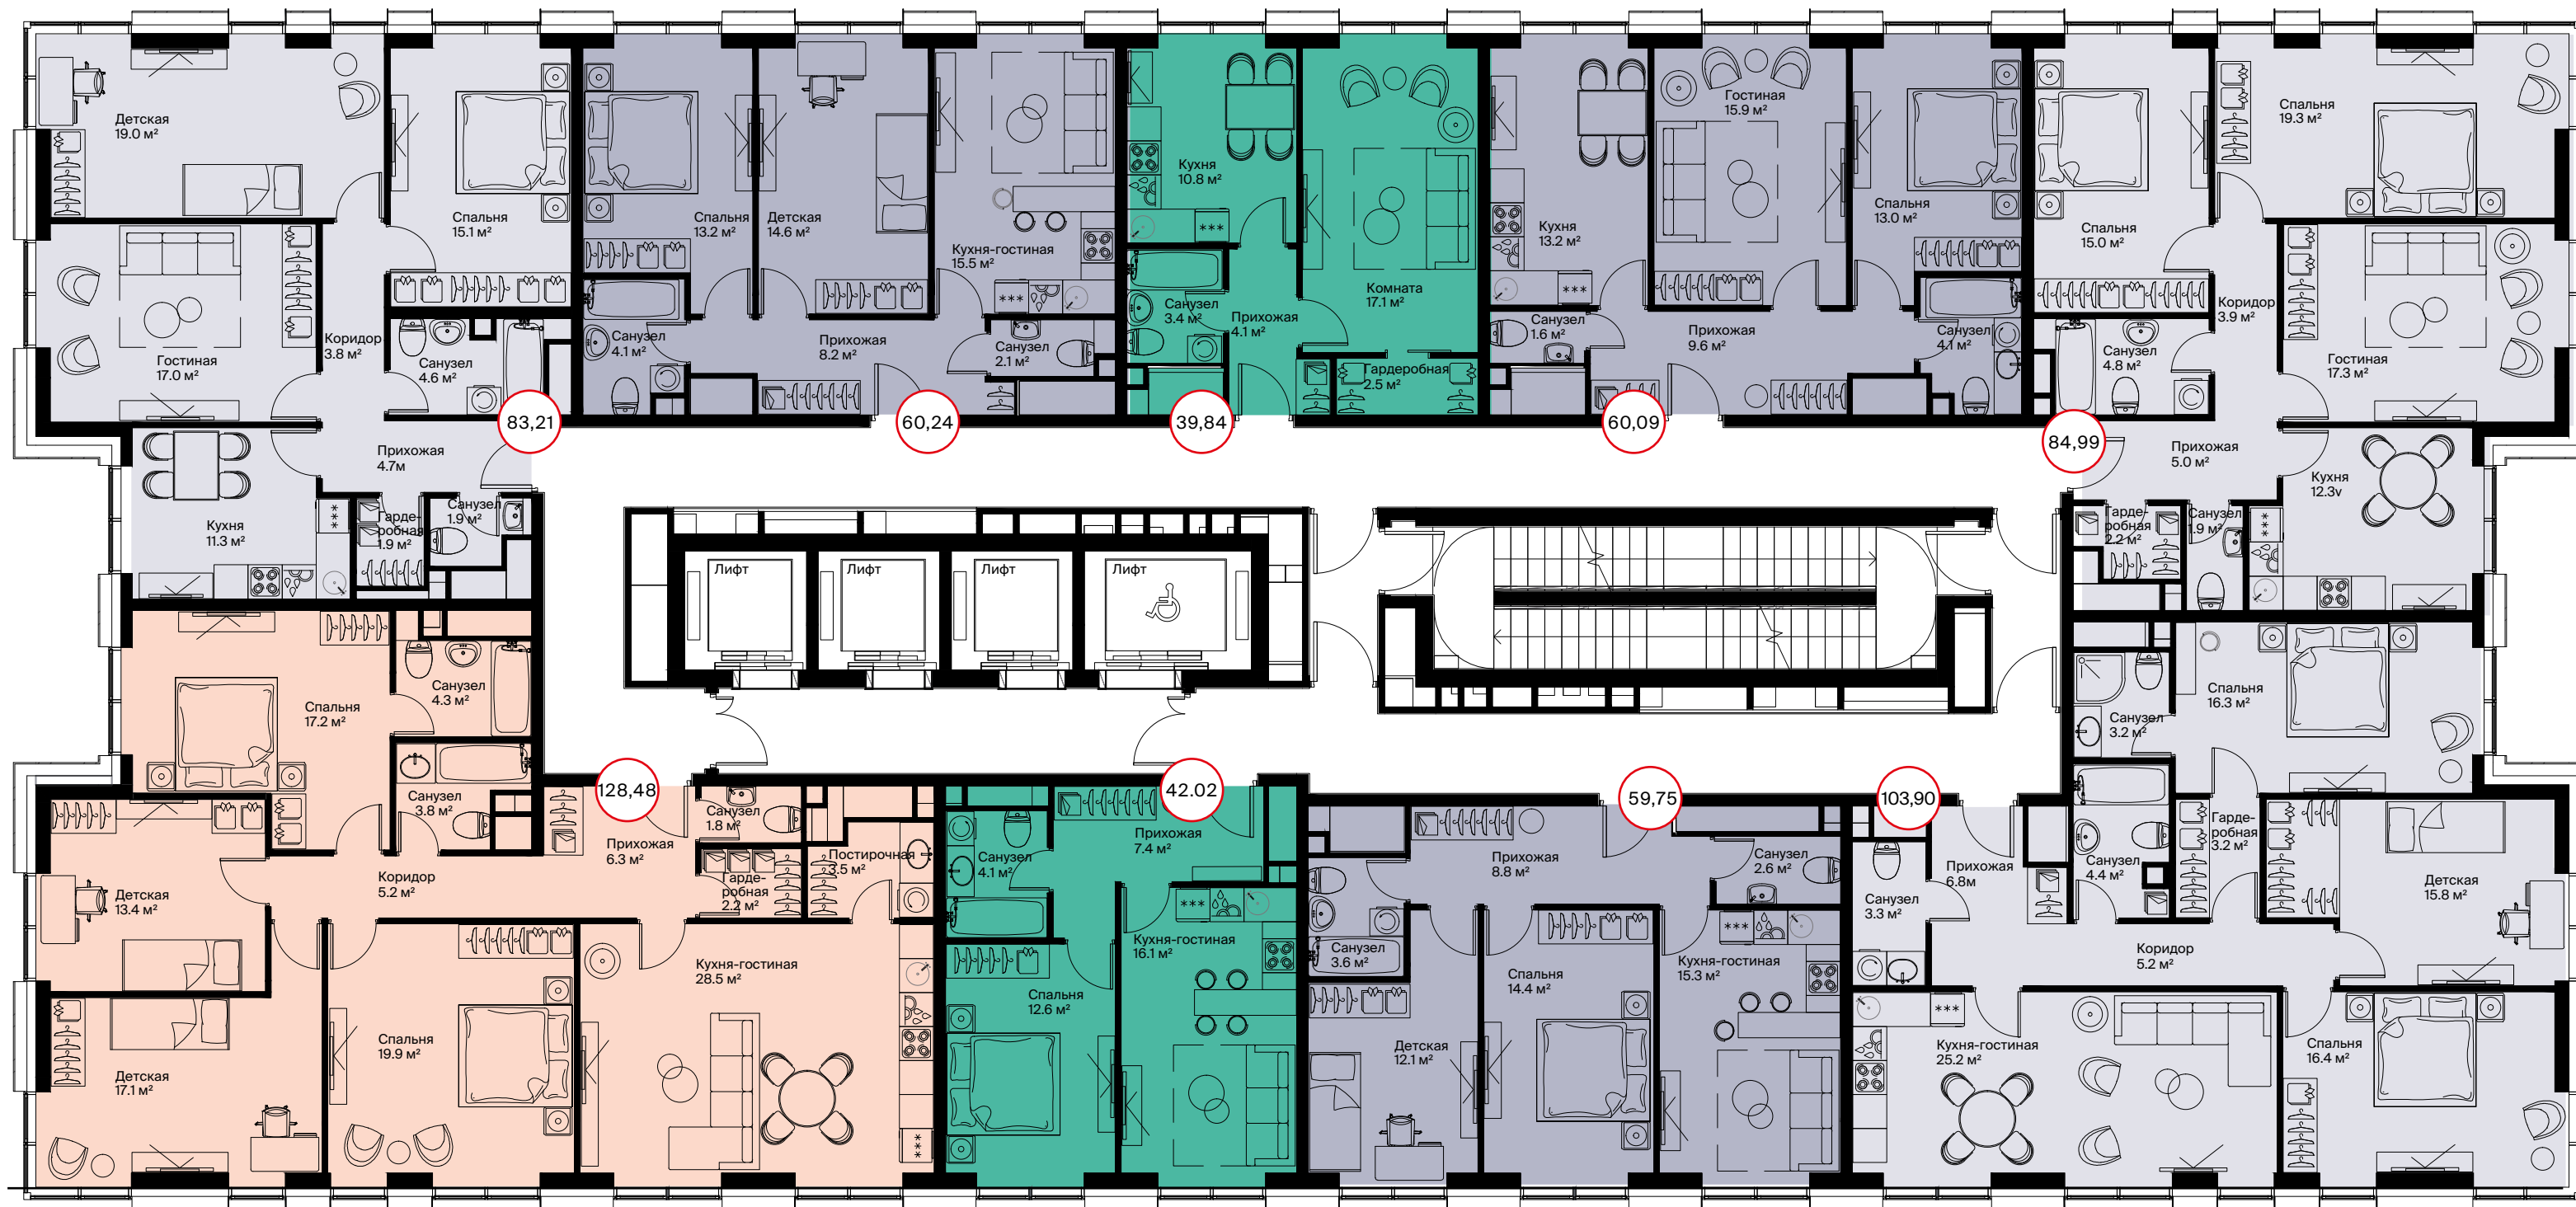 Детская
19.0 м²
Спальня
15.1 м²
Гостиная
17.0 м²
Коридор
3.8 м²
Санузел
4.6 м²
83,21
Прихожая
4.7м
Кухня
11.3 м²
Гарде-
робная
1.9 м²
Санузел
1.9 м²
Спальня
13.2 м²
Детская
14.6 м²
Кухня-гостиная
15.5 м²
Санузел
4.1 м²
Прихожая
8.2 м²
Санузел
2.1 м²
60,24
Кухня
10.8 м²
Комната
17.1 м²
Санузел
3.4 м²
Прихожая
4.1 м²
Гардеробная
2.5 м²
39,84
Кухня
13.2 м²
Гостиная
15.9 м²
Спальня
13.0 м²
Санузел
1.6 м²
Прихожая
9.6 м²
Санузел
4.1 м²
60,09
Спальня
15.0 м²
Спальня
19.3 м²
Коридор
3.9 м²
Гостиная
17.3 м²
Санузел
4.8 м²
84,99
Прихожая
5.0 м²
Кухня
12.3v
Гарде-
робная
2.2 м²
Санузел
1.9 м²
Лифт
Лифт
Лифт
Лифт
Спальня
17.2 м²
Санузел
4.3 м²
Санузел
3.8 м²
128,48
Санузел
1.8 м²
Прихожая
6.3 м²
Гарде-
робная
2.2 м²
Постирочная
3.5 м²
Коридор
5.2 м²
Детская
13.4 м²
Детская
17.1 м²
Спальня
19.9 м²
Кухня-гостиная
28.5 м²
42.02
Прихожая
7.4 м²
Санузел
4.1 м²
Кухня-гостиная
16.1 м²
Спальня
12.6 м²
59,75
Прихожая
8.8 м²
Санузел
2.6 м²
Санузел
3.6 м²
Детская
12.1 м²
Спальня
14.4 м²
Кухня-гостиная
15.3 м²
103,90
Прихожая
6.8м
Санузел
3.3 м²
Спальня
16.3 м²
Санузел
3.2 м²
Санузел
4.4 м²
Гарде-
робная
3.2 м²
Детская
15.8 м²
Коридор
5.2 м²
Кухня-гостиная
25.2 м²
Спальня
16.4 м²